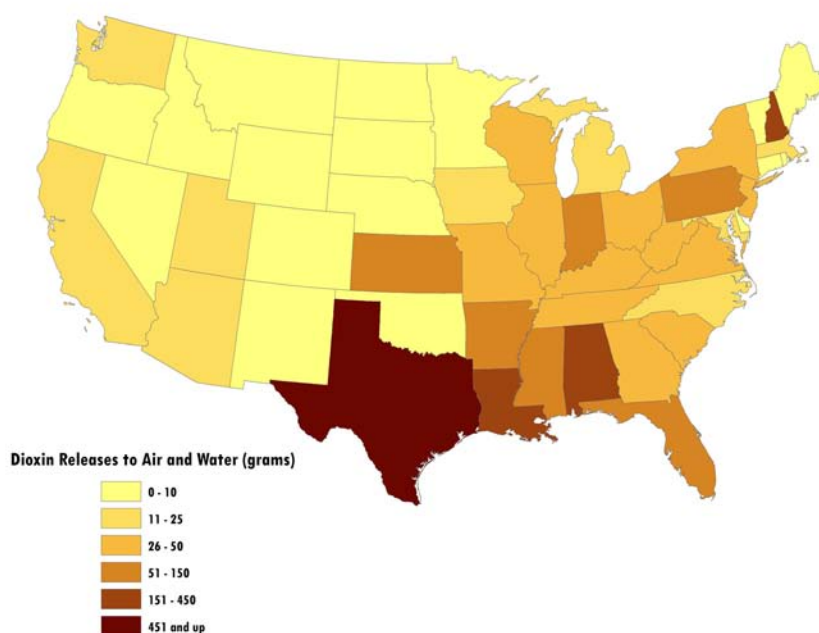 Dioxin Releases to Air and Water (grams)
0 - 10
11 - 25
26 - 50
51 - 150
151 - 450
451 and up